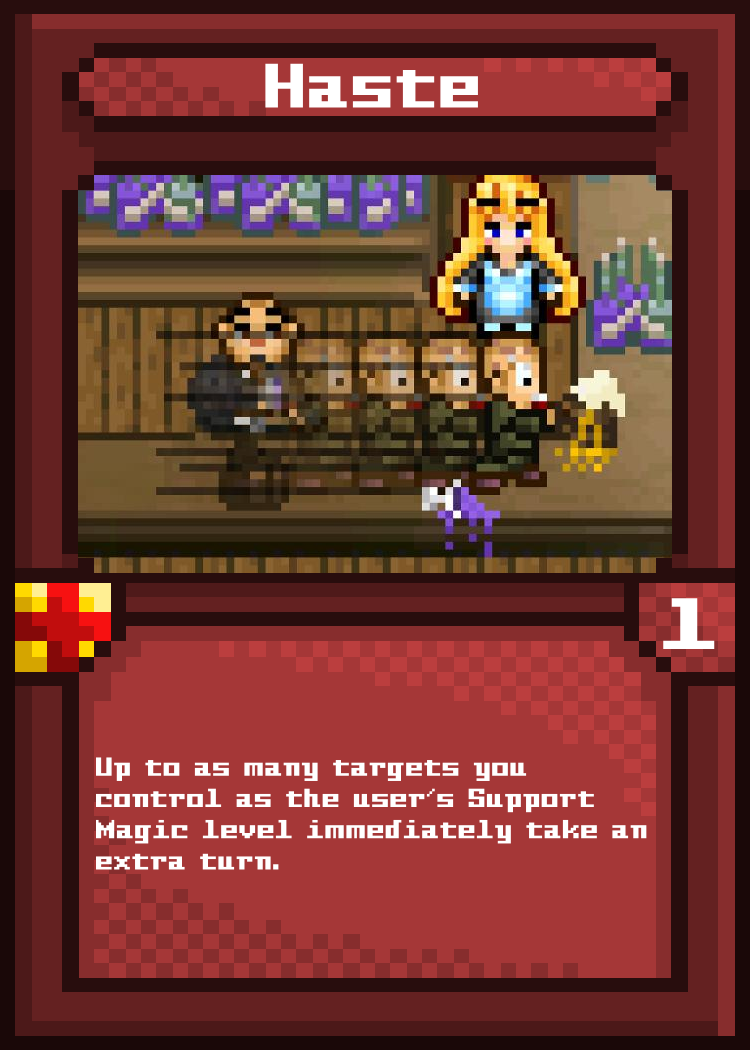 Haste
1
Up to as many targets you
control as the user's Support
Magic level immediately take an
extra turn.